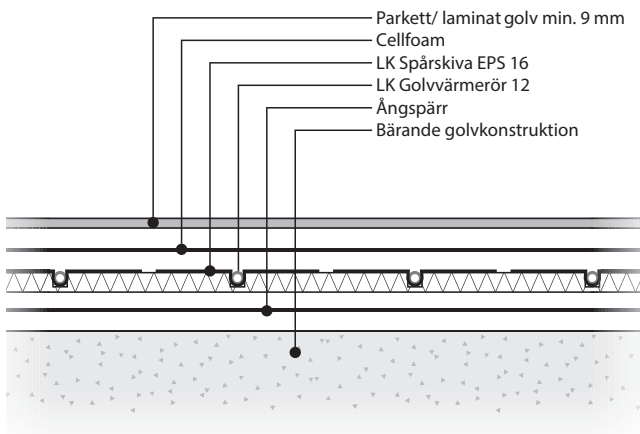 Parkett/ laminat golv min. 9 mm
Cellfoam
LK Spårskiva EPS 16
LK Golvvärmerör 12
Ångspärr
Bärande golvkonstruktion